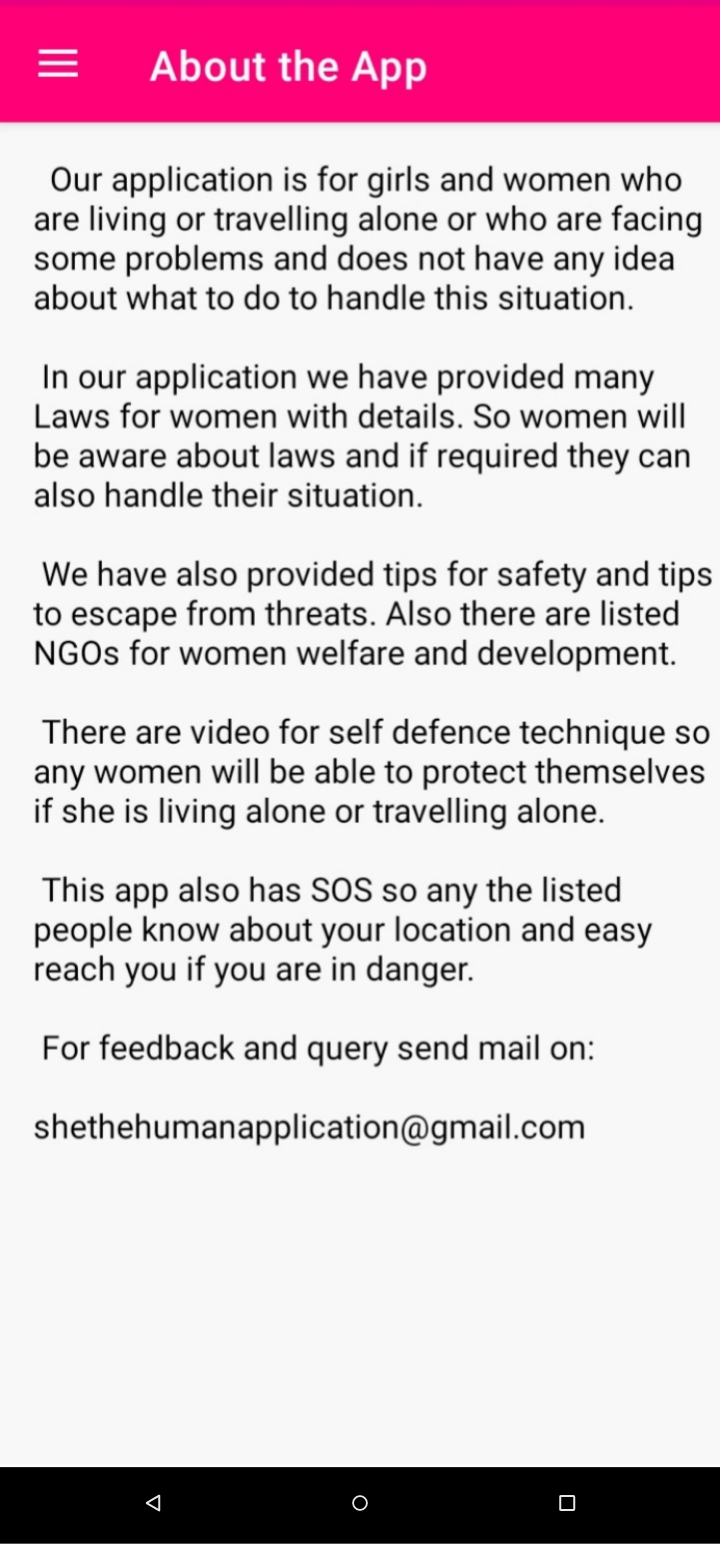 About the App
Our application is for girls and women who
are living or travelling alone or who are facing
some problems and does not have any idea
about what to do to handle this situation.
In our application we have provided many
Laws for women with details. So women will
be aware about laws and if required they can
also handle their situation.
We have also provided tips for safety and tips
to escape from threats. Also there are listed
NGOs for women welfare and development.
There are video for self defence technique so
any women will be able to protect themselves
if she is living alone or travelling alone.
This app also has SOS so any the listed
people know about your location and easy
reach you if you are in danger.
For feedback and query send mail on:
shethehumanapplication@gmail.com